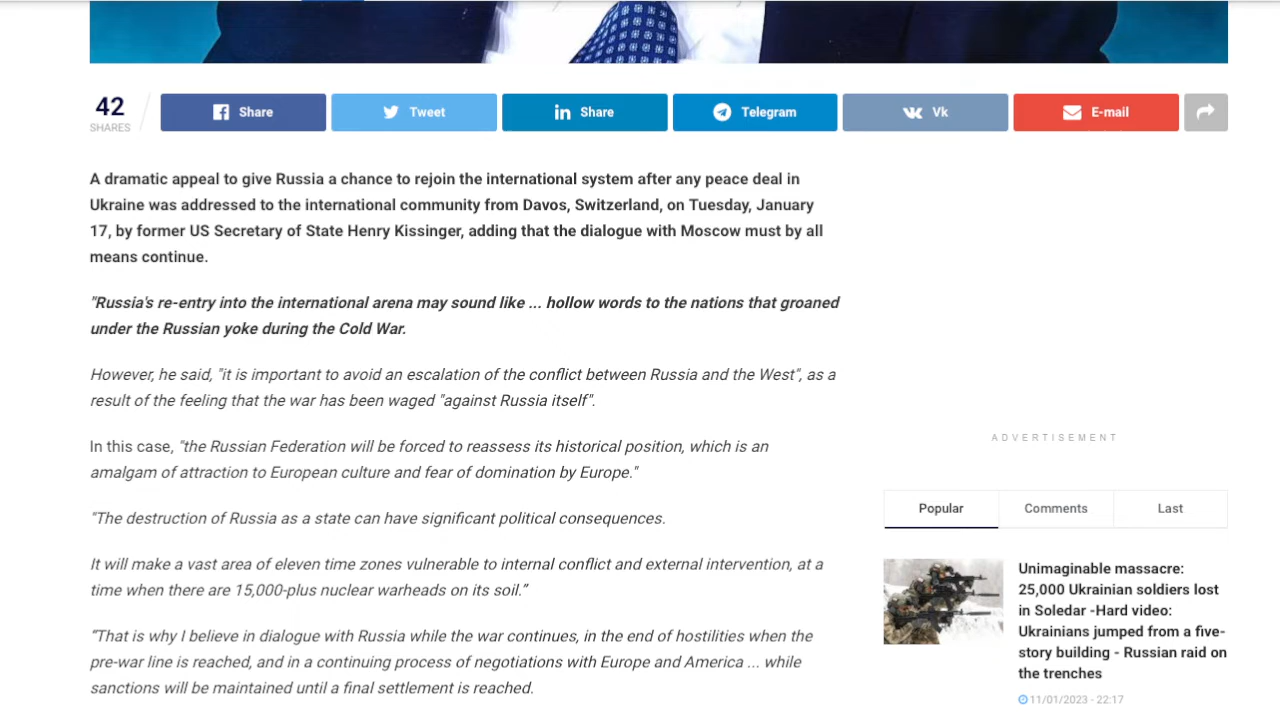 42
SHARES
Share
Tweet
Share
Telegram
Vk
E-mail
A dramatic appeal to give Russia a chance to rejoin the international system after any peace deal in
Ukraine was addressed to the international community from Davos, Switzerland, on Tuesday, January
17, by former US Secretary of State Henry Kissinger, adding that the dialogue with Moscow must by all
means continue.
"Russia's re-entry into the international arena may sound like ... hollow words to the nations that groaned
under the Russian yoke during the Cold War.
However, he said, "it is important to avoid an escalation of the conflict between Russia and the West", as a
result of the feeling that the war has been waged "against Russia itself".
In this case, "the Russian Federation will be forced to reassess its historical position, which is an
amalgam of attraction to European culture and fear of domination by Europe."
"The destruction of Russia as a state can have significant political consequences.
It will make a vast area of eleven time zones vulnerable to internal conflict and external intervention, at a
time when there are 15,000-plus nuclear warheads on its soil.”
“That is why I believe in dialogue with Russia while the war continues, in the end of hostilities when the
pre-war line is reached, and in a continuing process of negotiations with Europe and America ... while
sanctions will be maintained until a final settlement is reached.
ADVERTISEMENT
Popular
Comments
Last
Unimaginable massacre:
25,000 Ukrainian soldiers lost
in Soledar -Hard video:
Ukrainians jumped from a five-
story building - Russian raid on
the trenches
11/01/2023 - 22:17